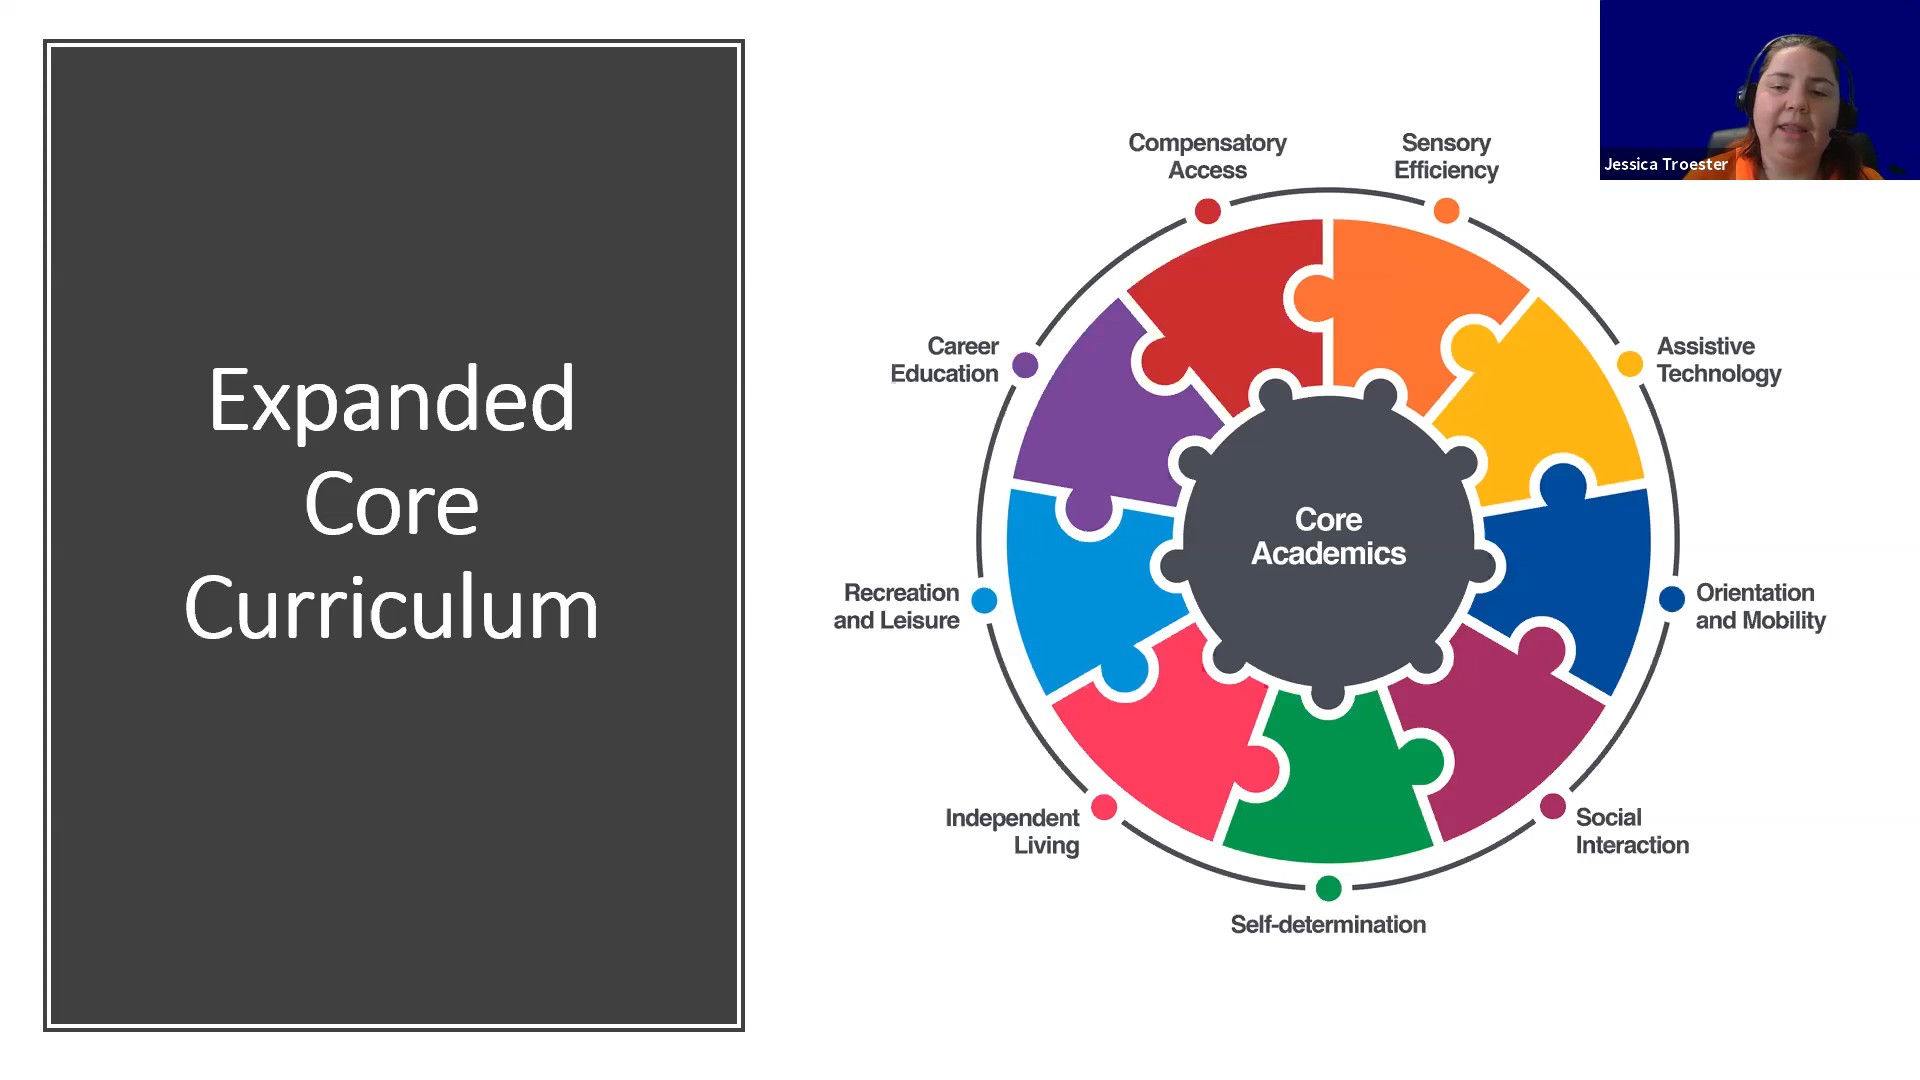 Expanded
Core
Curriculum
Compensatory
Access
Sensory
Efficiency
Assistive
Technology
Orientation
and Mobility
Social
Interaction
Self-determination
Independent
Living
Recreation
and Leisure
Career
Education
Core
Academics
Jessica Troester